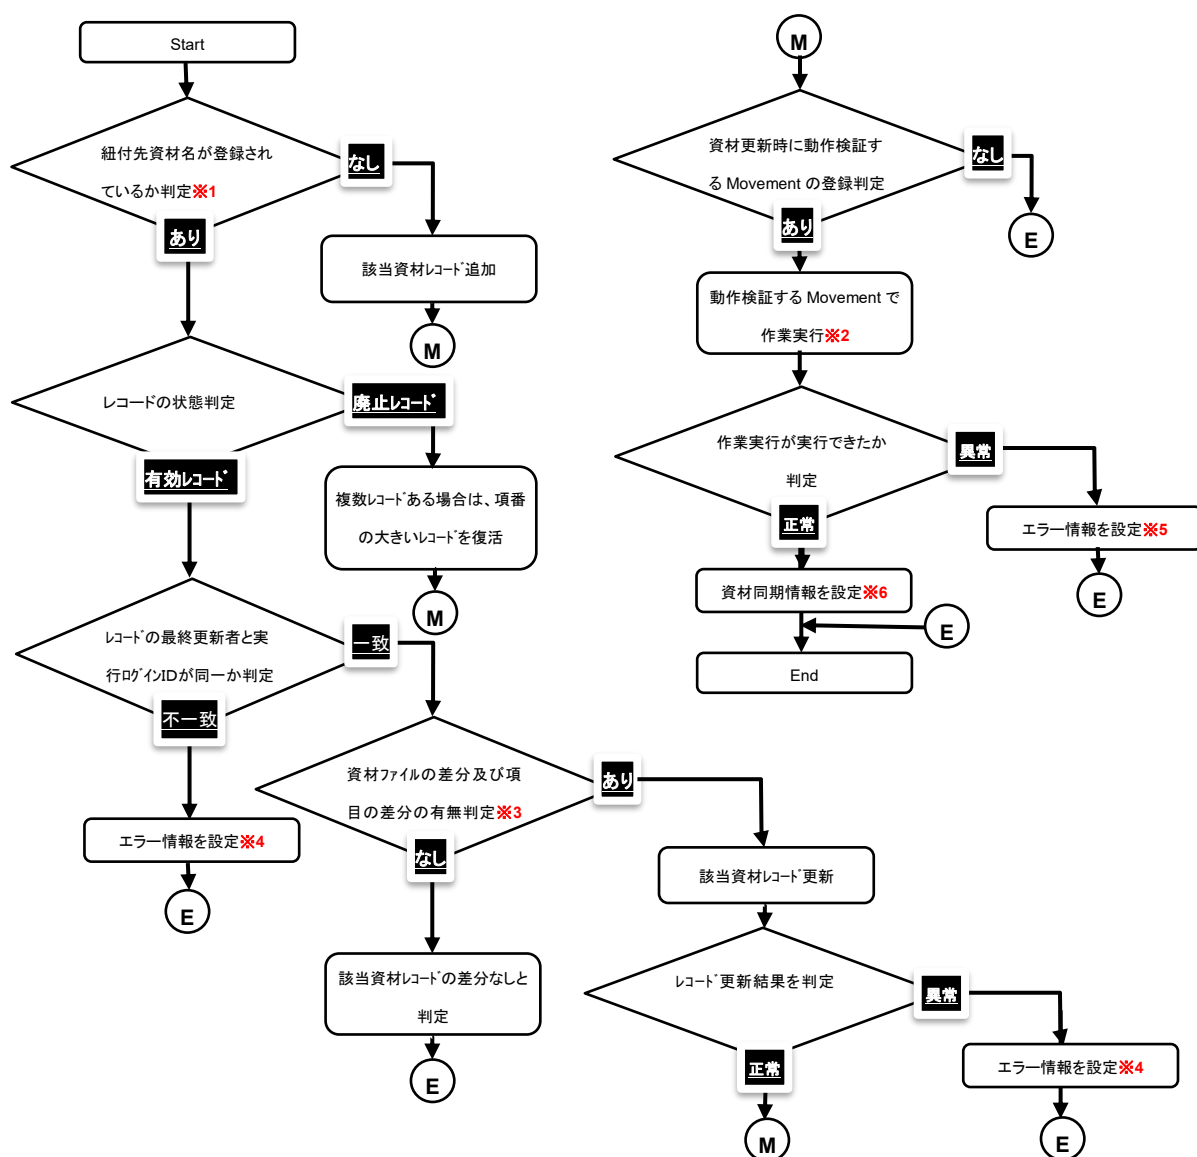 Start
紐付先資材名が登録され
ているか判定※1
なし
あり
該当資材ﾚｺｰﾄﾞ追加
M
レコードの状態判定
廃止ﾚｺｰﾄﾞ
有効ﾚｺｰﾄﾞ
複数ﾚｺｰﾄﾞある場合は、項番
の大きいﾚｺｰﾄﾞを復活
M
ﾚｺｰﾄﾞの最終更新者と実
行ﾛｸﾞｲﾝIDが同一か判定
一致
不一致
エラー情報を設定※4
E
資材ﾌｧｲﾙの差分及び項
目の差分の有無判定※3
あり
なし
該当資材ﾚｺｰﾄﾞの差分なしと
判定
E
該当資材ﾚｺｰﾄﾞ更新
ﾚｺｰﾄﾞ更新結果を判定
異常
正常
エラー情報を設定※4
E
M
M
資材更新時に動作検証す
る Movement の登録判定
なし
あり
E
動作検証する Movement で
作業実行※2
作業実行が実行できたか
判定
異常
正常
エラー情報を設定※5
E
資材同期情報を設定※6
E
End